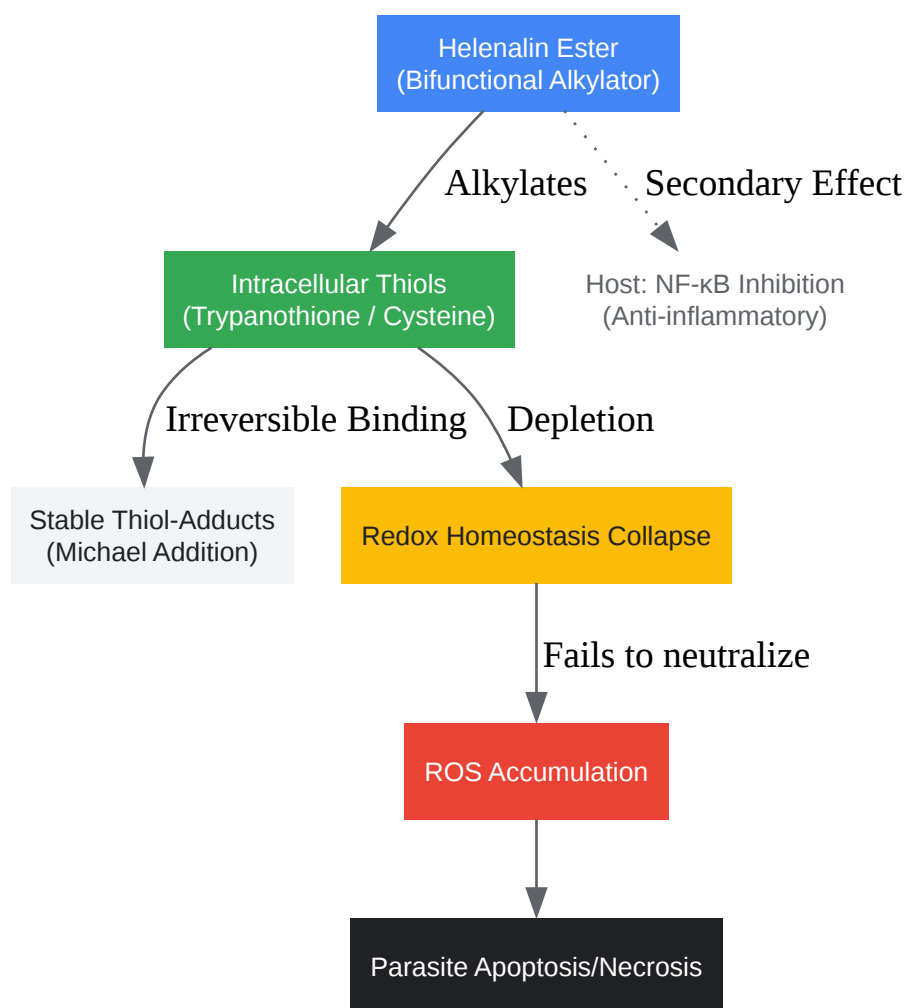 Helenalin Ester
(Bifunctional Alkylator)
Alkylates
Secondary Effect
Intracellular Thiols
(Trypanothione / Cysteine)
Host: NF-κB Inhibition
(Anti-inflammatory)
Irreversible Binding
Depletion
Stable Thiol-Adducts
(Michael Addition)
Redox Homeostasis Collapse
Fails to neutralize
ROS Accumulation
Parasite Apoptosis/Necrosis